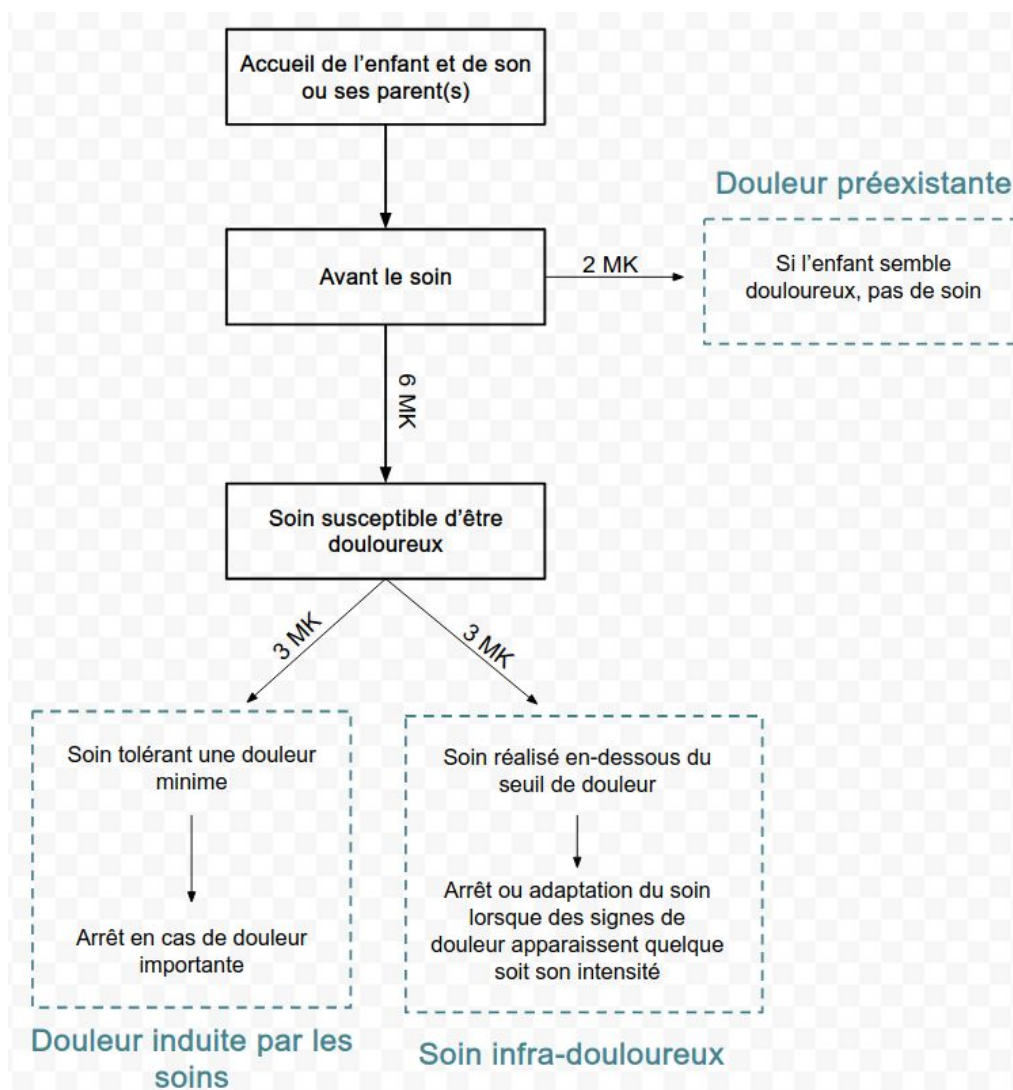 Accueil de l'enfant et de son
ou ses parent(s)
Douleur préexistante
Avant le soin
2 MK
Si l'enfant semble
douloureux, pas de soin
6 MK
Soin susceptible d'être
douloureux
3 MK
3 MK
Soin tolérant une douleur
minime
Arrêt en cas de douleur
importante
Douleur induite par les
soins
Soin réalisé en-dessous du
seuil de douleur
Arrêt ou adaptation du soin
lorsque des signes de
douleur apparaissent quelque
soit son intensité
Soin infra-douloureux